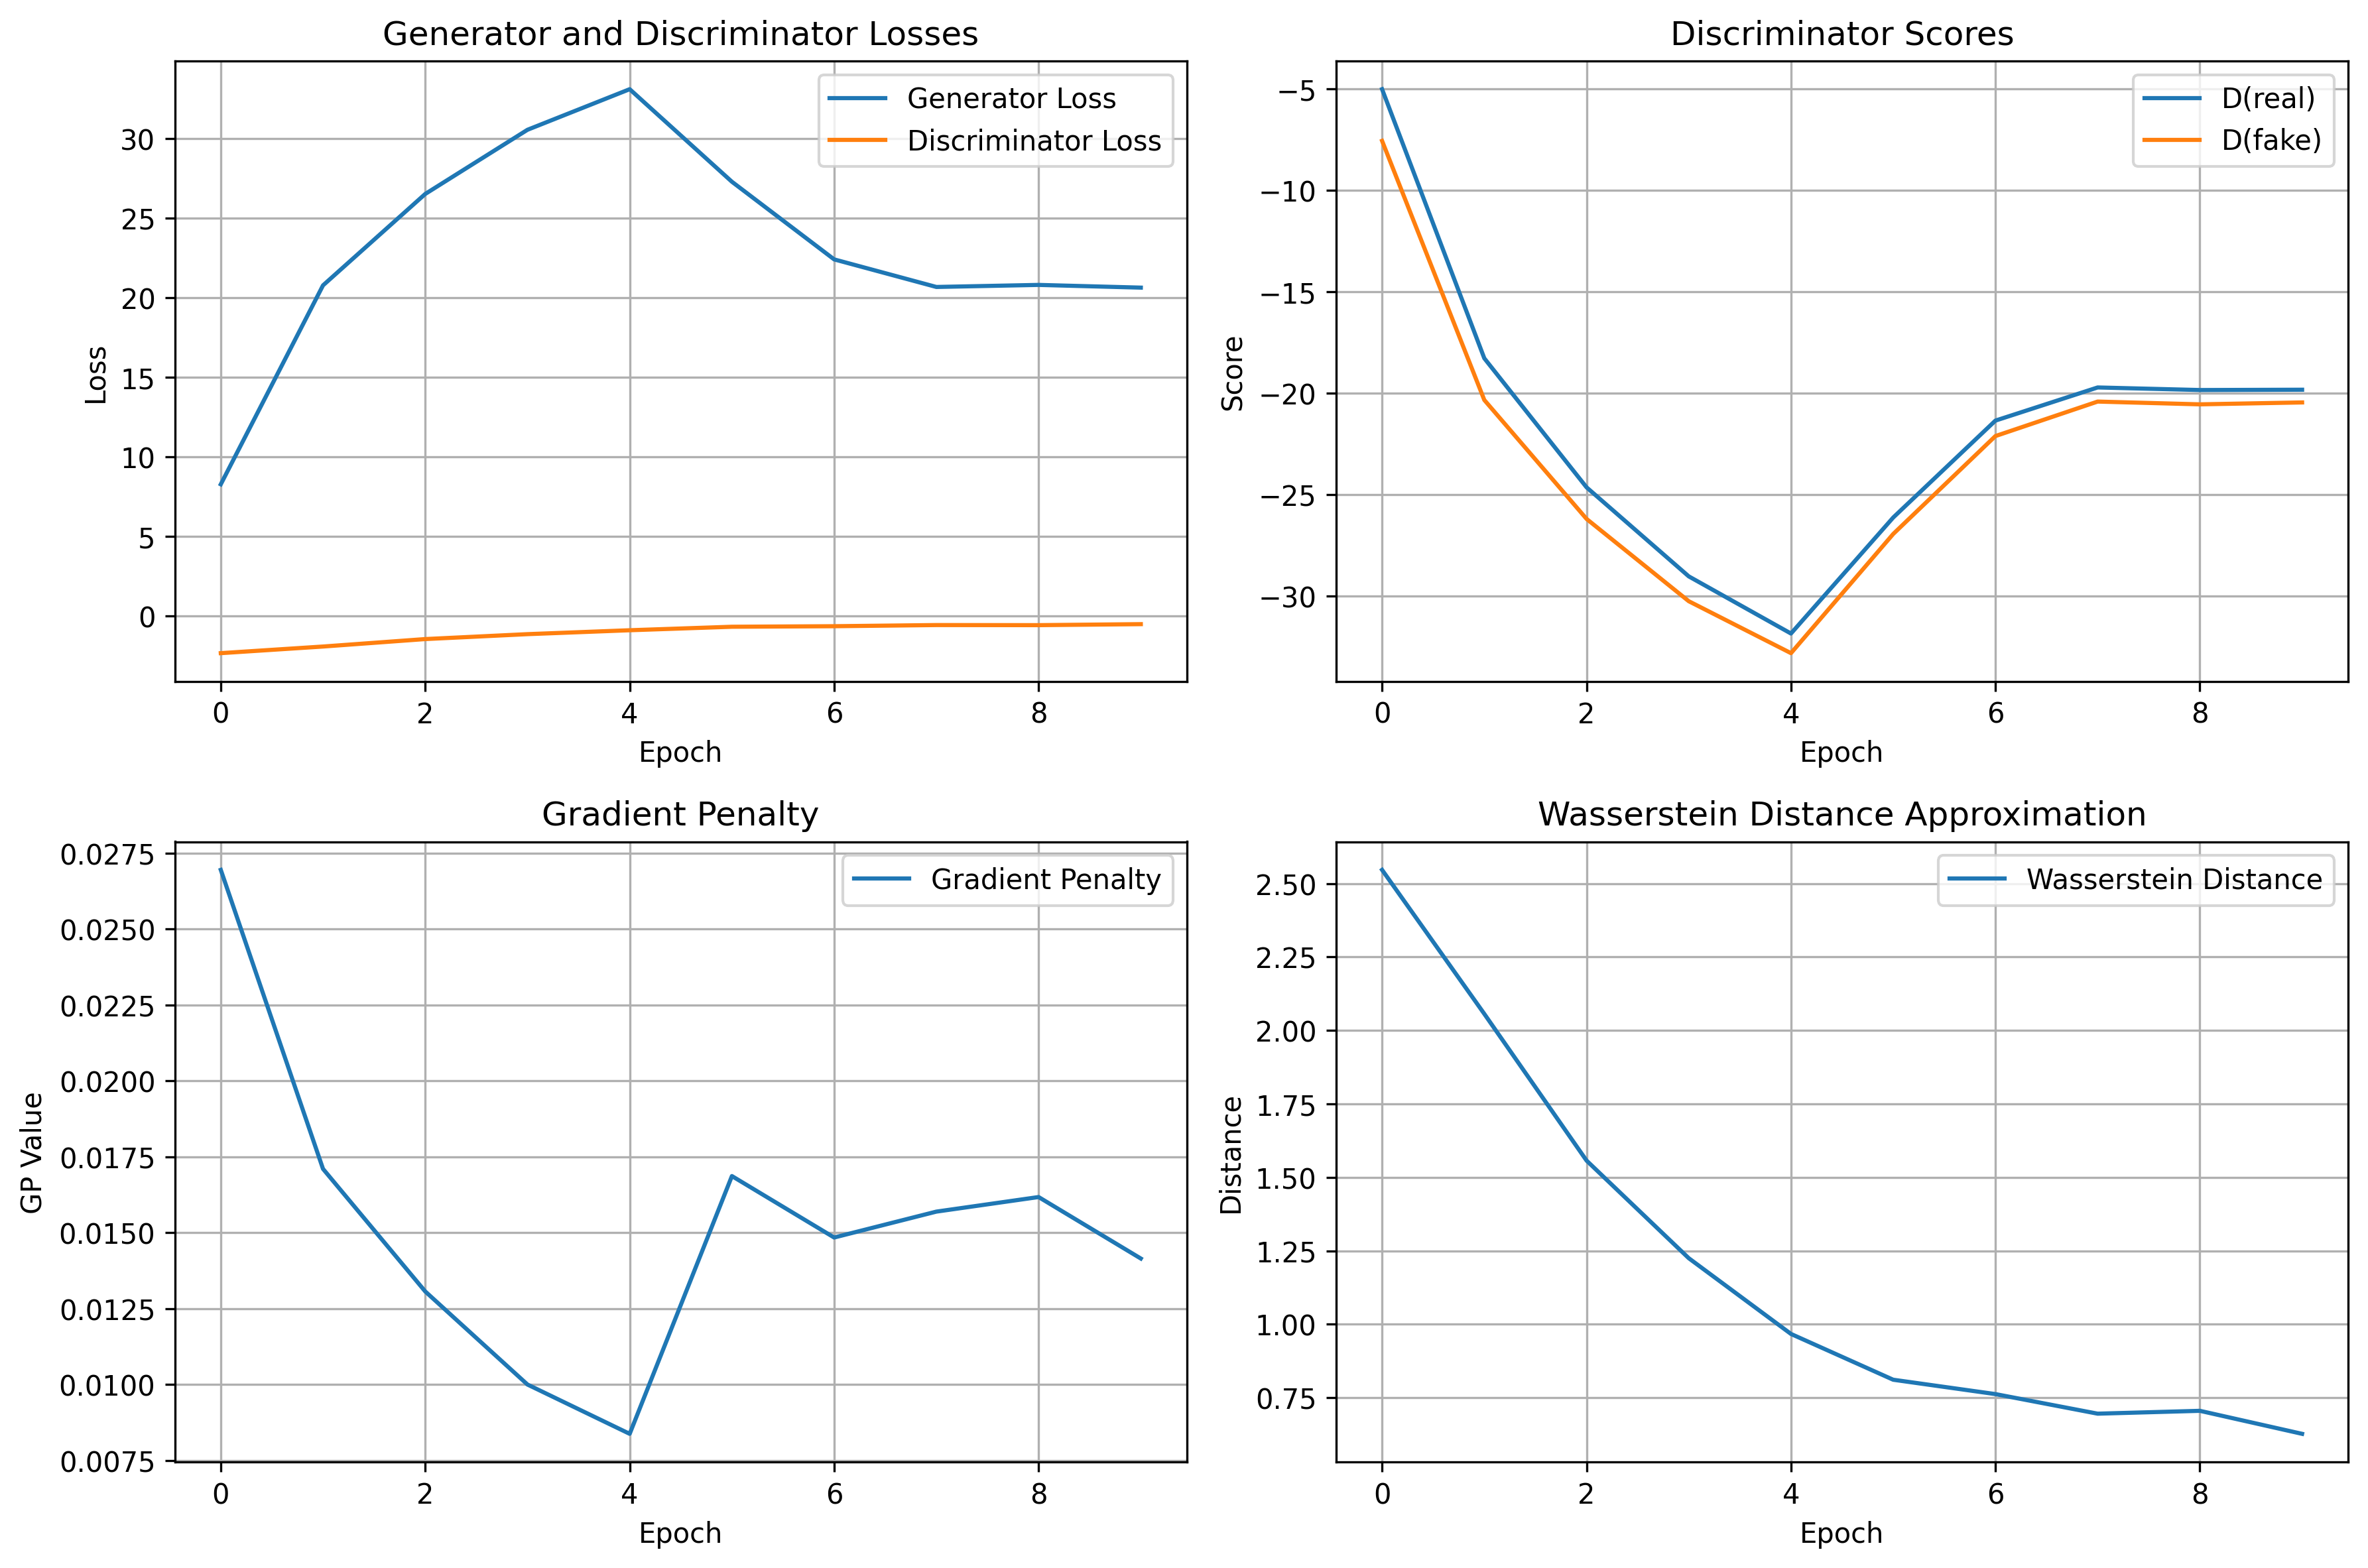 Generator and Discriminator Losses
Generator Loss
Discriminator Loss
30
25
20
15
10
5
0
Loss
0 2 4 6 8
Epoch
Discriminator Scores
D(real)
D(fake)
−5
−10
−15
−20
−25
−30
Score
0 2 4 6 8
Epoch
Gradient Penalty
Gradient Penalty
0.0275
0.0250
0.0225
0.0200
0.0175
0.0150
0.0125
0.0100
0.0075
GP Value
0 2 4 6 8
Epoch
Wasserstein Distance Approximation
Wasserstein Distance
2.50
2.25
2.00
1.75
1.50
1.25
1.00
0.75
Distance
0 2 4 6 8
Epoch